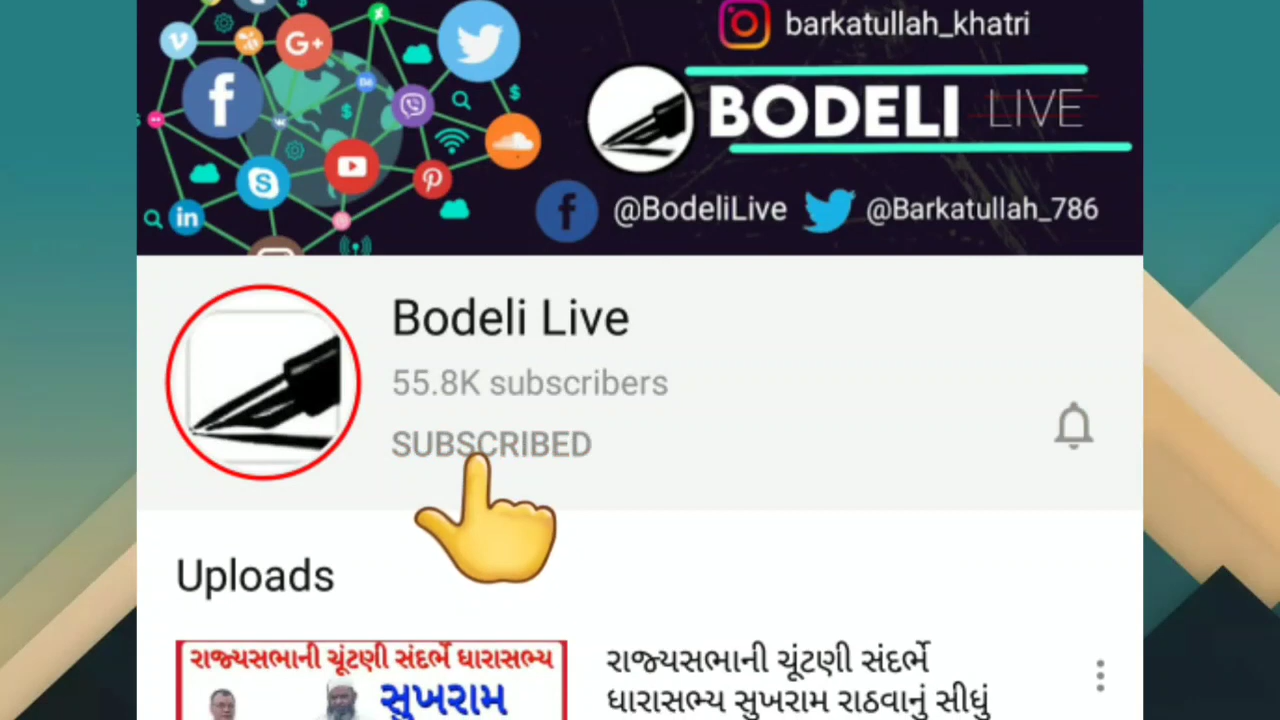 barkatullah_khatri
BODELI LIVE
@BodeliLive @Barkatullah_786
Bodeli Live
55.8K subscribers
SUBSCRIBED
Uploads
રાજ્યસભાની ચૂંટણી સંદર્ભે ધારાસભ્ય
સુખરામ
રાજ્યસભાની ચૂંટણી સંદર્ભે
ધારાસભ્ય સુખરામ રાઠવાનું સીધું